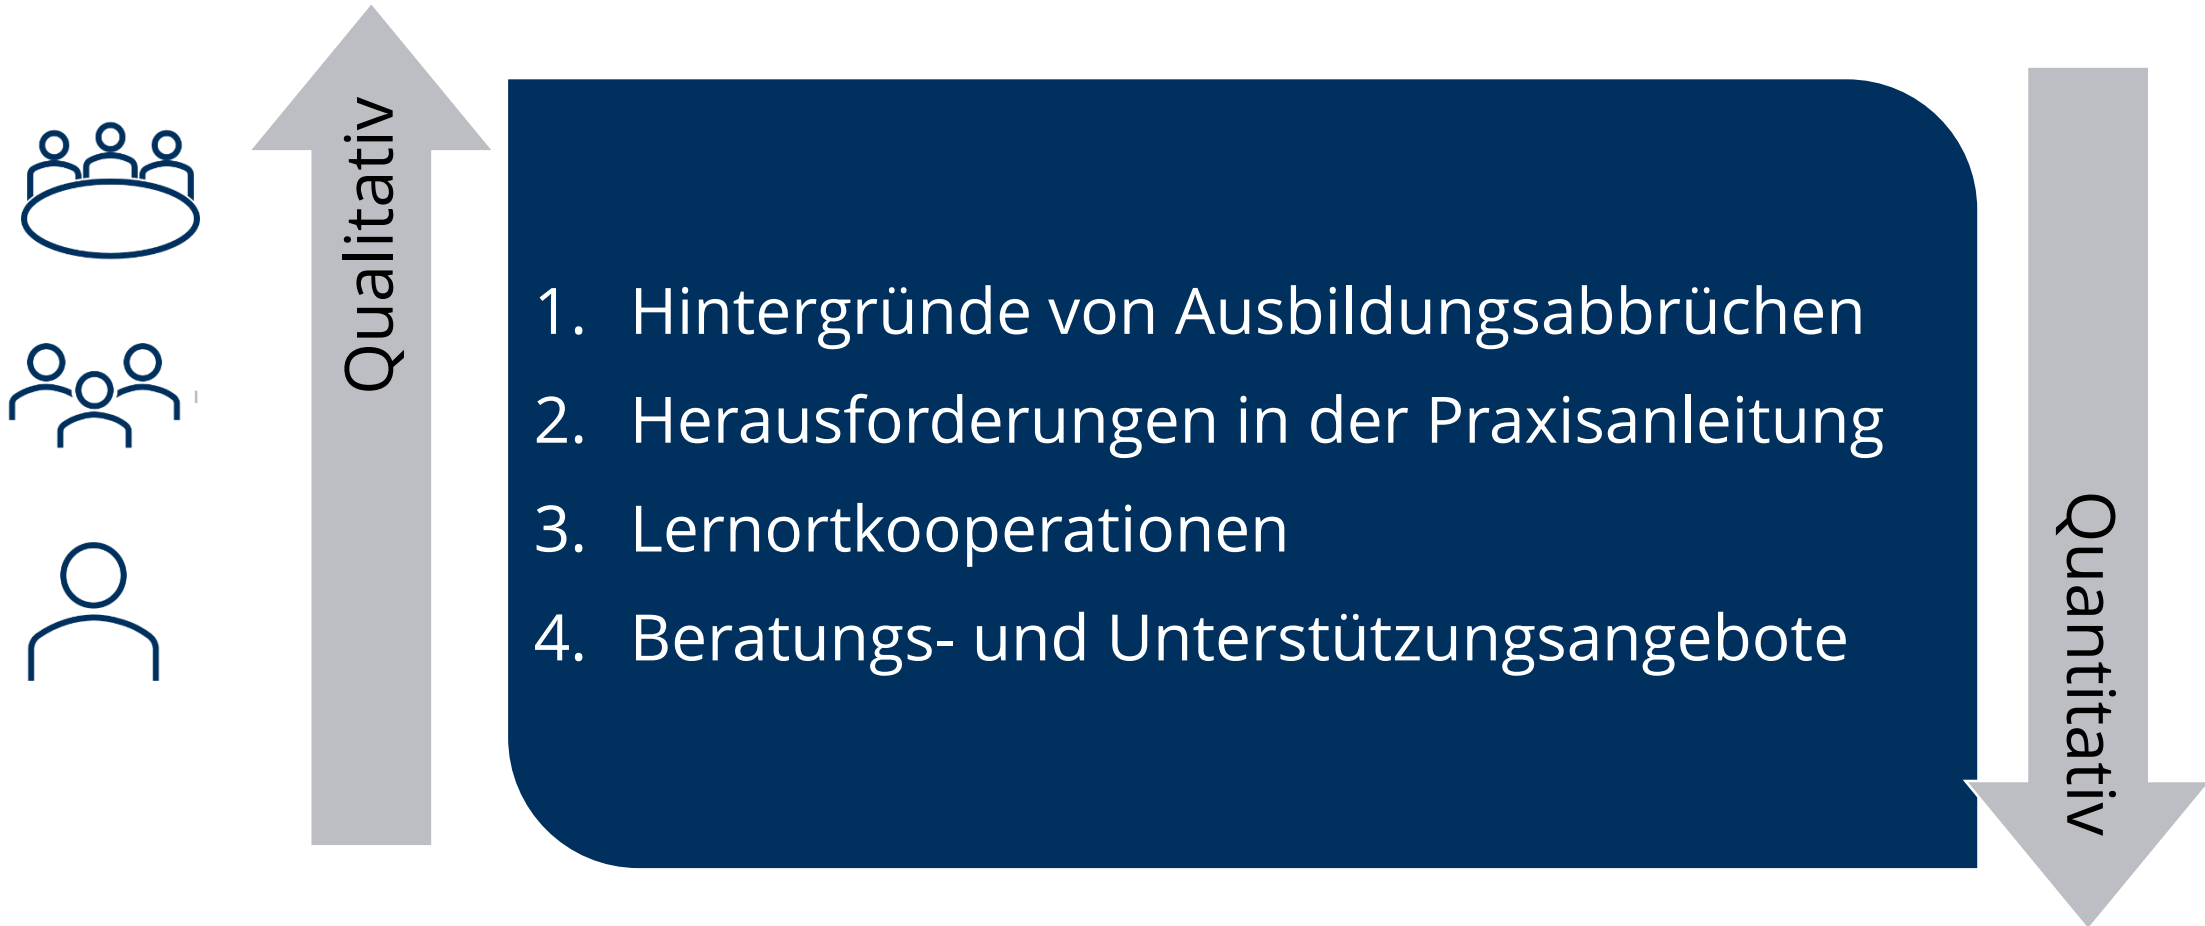 Qualitativ
1. Hintergründe von Ausbildungsabbrüchen
2. Herausforderungen in der Praxisanleitung
3. Lernortkooperationen
4. Beratungs- und Unterstützungsangebote
Quantitativ